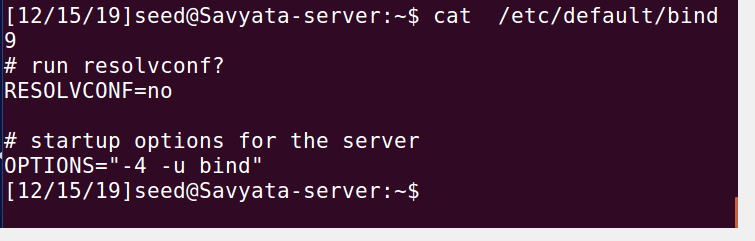 [12/15/19]seed@Savyata-server:~$ cat  /etc/default/bind
9
# run resolvconf?
RESOLVCONF=no

# startup options for the server
OPTIONS="-4 -u bind"
[12/15/19]seed@Savyata-server:~$